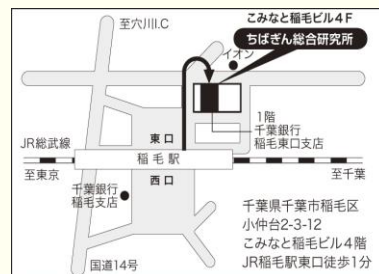 至穴川I.C
こみなと稲毛ビル4F
ちばぎん総合研究所
イオン
1階
千葉銀行
稲毛東口支店
東口
JR総武線
稲毛駅
至東京
至千葉
西口
千葉銀行
稲毛支店
国道14号
千葉県千葉市稲毛区
小仲台2-3-12
こみなと稲毛ビル4階
JR稲毛駅東口徒歩1分